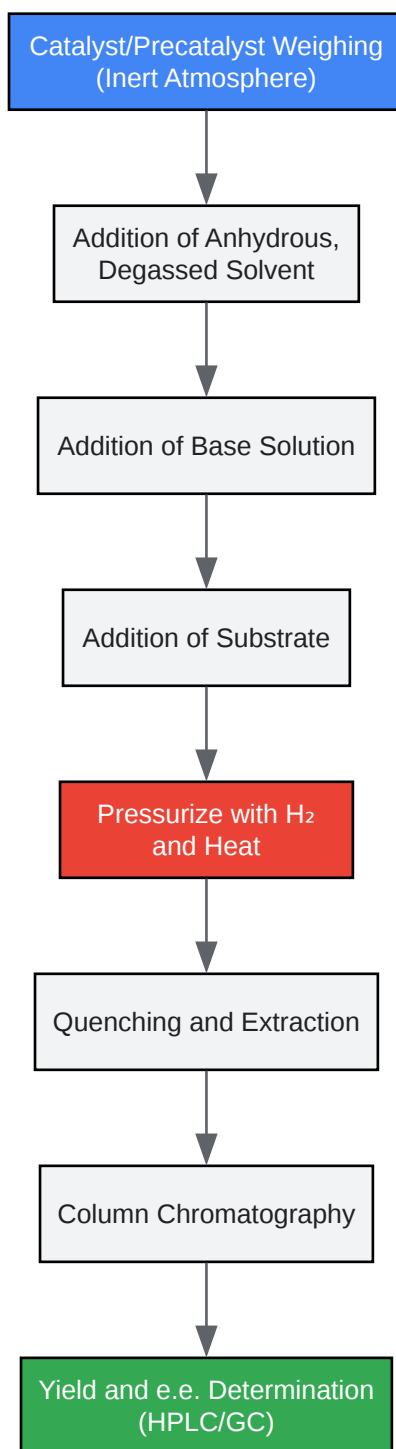 Catalyst/Precatalyst Weighing
(Inert Atmosphere)
Addition of Anhydrous,
Degassed Solvent
Addition of Base Solution
Addition of Substrate
Pressurize with H₂
and Heat
Quenching and Extraction
Column Chromatography
Yield and e.e. Determination
(HPLC/GC)